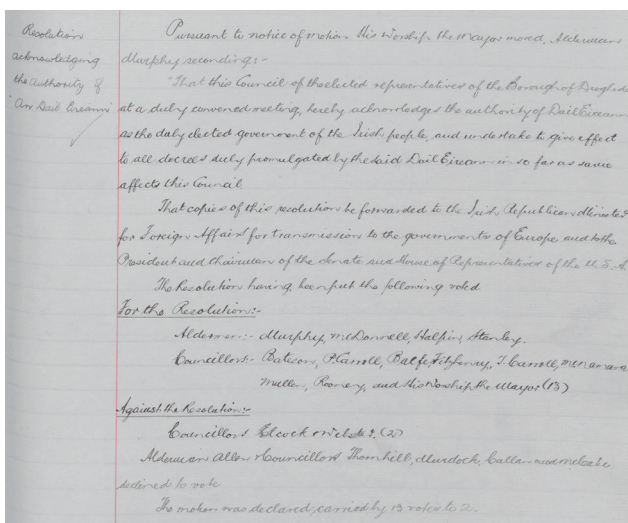 Resolution
acknowledging
the authority of
"An Dail Eireann"
Pursuant to notice of motion His Worship the Mayor moved, Alderman
Murphy seconding:-
"That this Council of the elected representatives of the Borough of Drogheda
at a duly convened meeting, hereby acknowledges the authority of Dail Eireann
as the duly elected government of the Irish people, and undertake to give effect
to all decrees duly promulgated by the said Dail Eireann in so far as same
affects this Council
That copies of this resolution be forwarded to the Irish Republican Minister
for Foreign Affairs for transmission to the governments of Europe and to the
President and Chairman of the Senate and House of Representatives of the U.S.A.
The Resolution having been put the following voted
For the Resolution:-
Aldermen:- Murphy, McDonnell, Halpin, Stanley.
Councillors:- Bateson, P. Carroll, Balfe, Fitzharry, T. Carroll, McNamara
Mullen, Rooney, and His Worship the Mayor (13)
Against the Resolution:-
Councillors Elcock (2)
Alderman Allen & Councillors Thornhill, Murdock, Callan and McCabe
declined to vote
The motion was declared carried by 13 votes to 2.